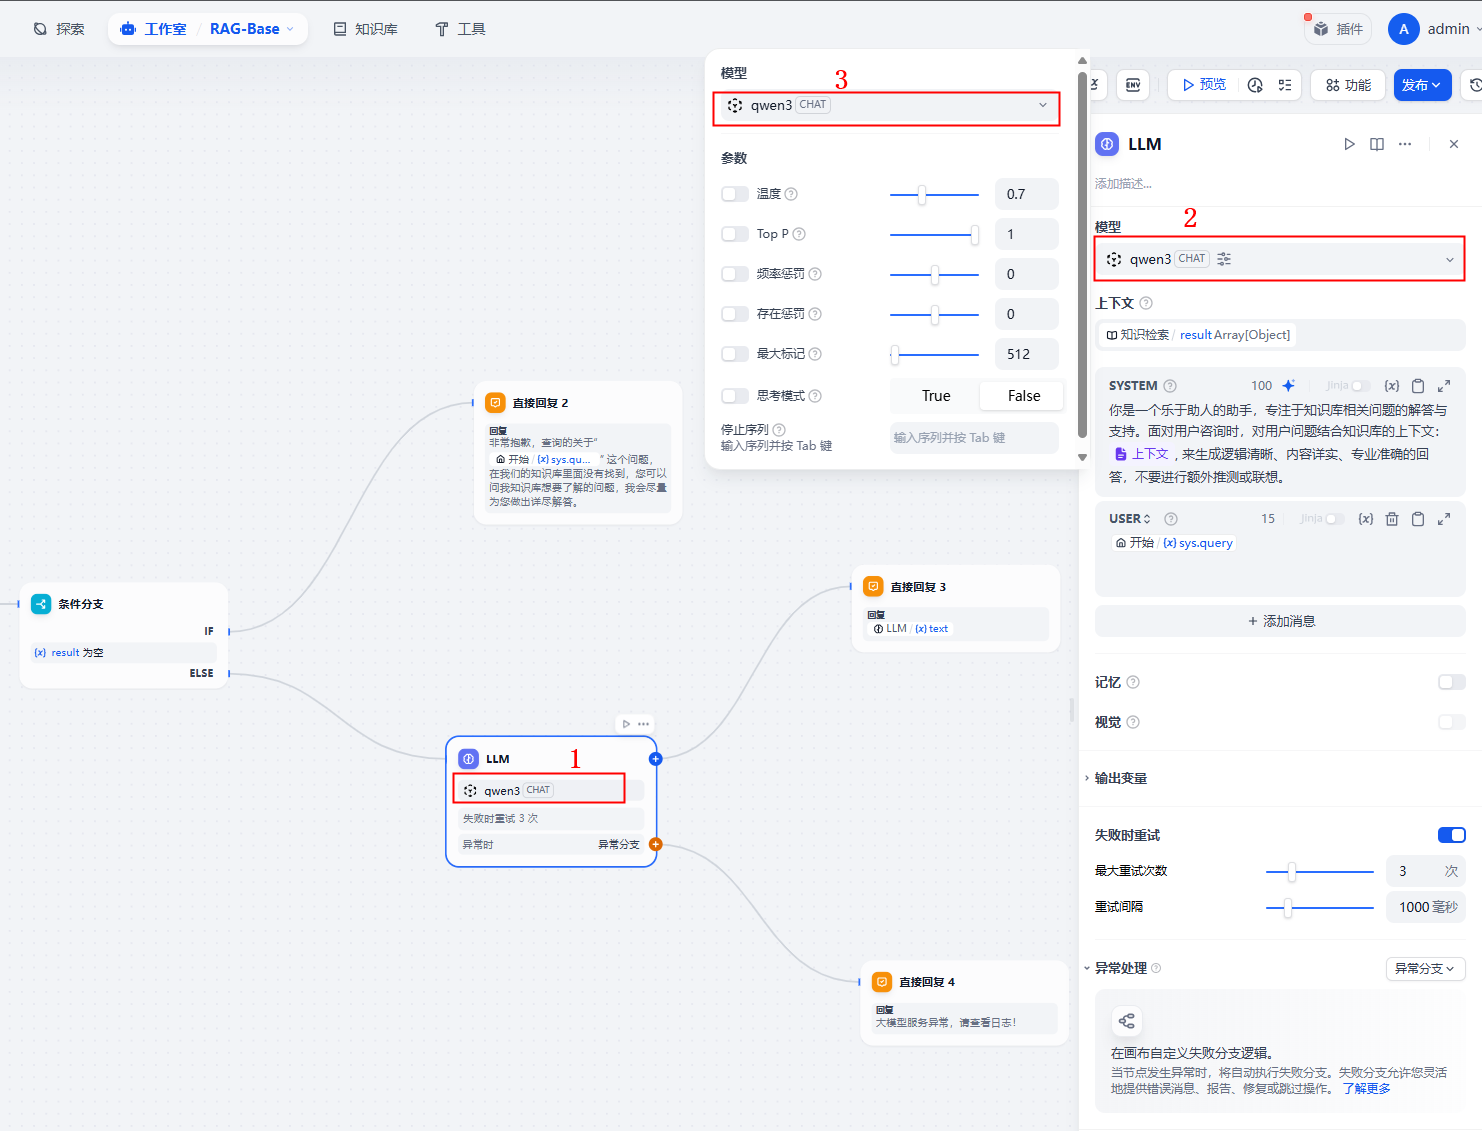 探索
工作室 / RAG-Base
知识库
工具
插件
A admin
模型
3
qwen3 CHAT
参数
温度 0.7
Top P 1
频率惩罚 0
存在惩罚 0
最大标记 512
思考模式 True False
停止序列
输入序列并按 Tab 键
输入序列并按 Tab 键
ENV
预览
功能
发布
LLM
添加描述...
模型
2
qwen3 CHAT
上下文
知识检索 / result Array[Object]
SYSTEM 100 Jinja {x}
你是一个乐于助人的助手，专注于知识库相关问题的解答与
支持。面对用户咨询时，对用户问题结合知识库的上下文：
上下文 ，来生成逻辑清晰、内容详实、专业准确的回
答，不要进行额外推测或联想。
USER 15 Jinja {x}
开始 / {x} sys.query
+ 添加消息
记忆
视觉
输出变量
失败时重试
最大重试次数 3 次
重试间隔 1000 毫秒
异常处理 异常分支
在画布自定义失败分支逻辑。
当节点发生异常时，将自动执行失败分支。失败分支允许您灵活
地提供错误消息、报告、修复或跳过操作。 了解更多
直接回复 2
回复
非常抱歉，查询的关于“
开始 / {x} sys.qu... ” 这个问题，
在我们的知识库里面没有找到，您可以
问我知识库想要了解的问题，我会尽量
为您做出详尽解答。
条件分支
IF
{x} result 为空
ELSE
直接回复 3
回复
LLM / {x} text
LLM
1
qwen3 CHAT
失败时重试 3 次
异常时 异常分支
直接回复 4
回复
大模型服务异常，请查看日志！